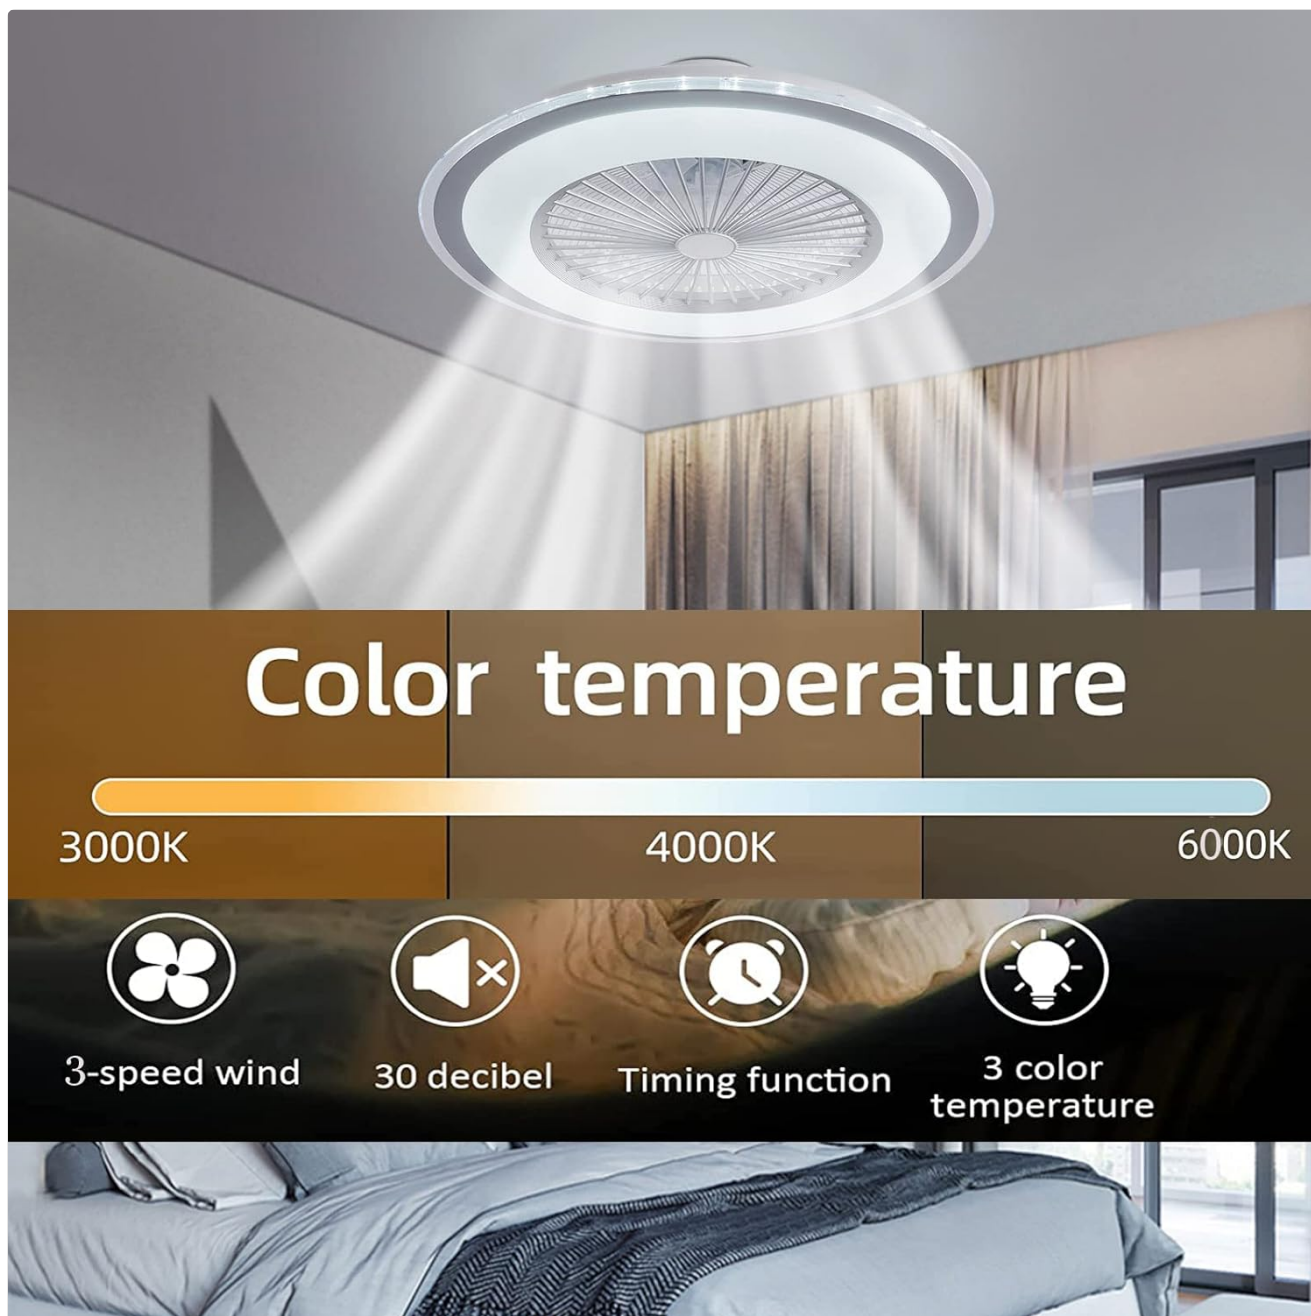 Color temperature
3000K 4000K 6000K
3-speed wind
30 decibel
Timing function
3 color
temperature